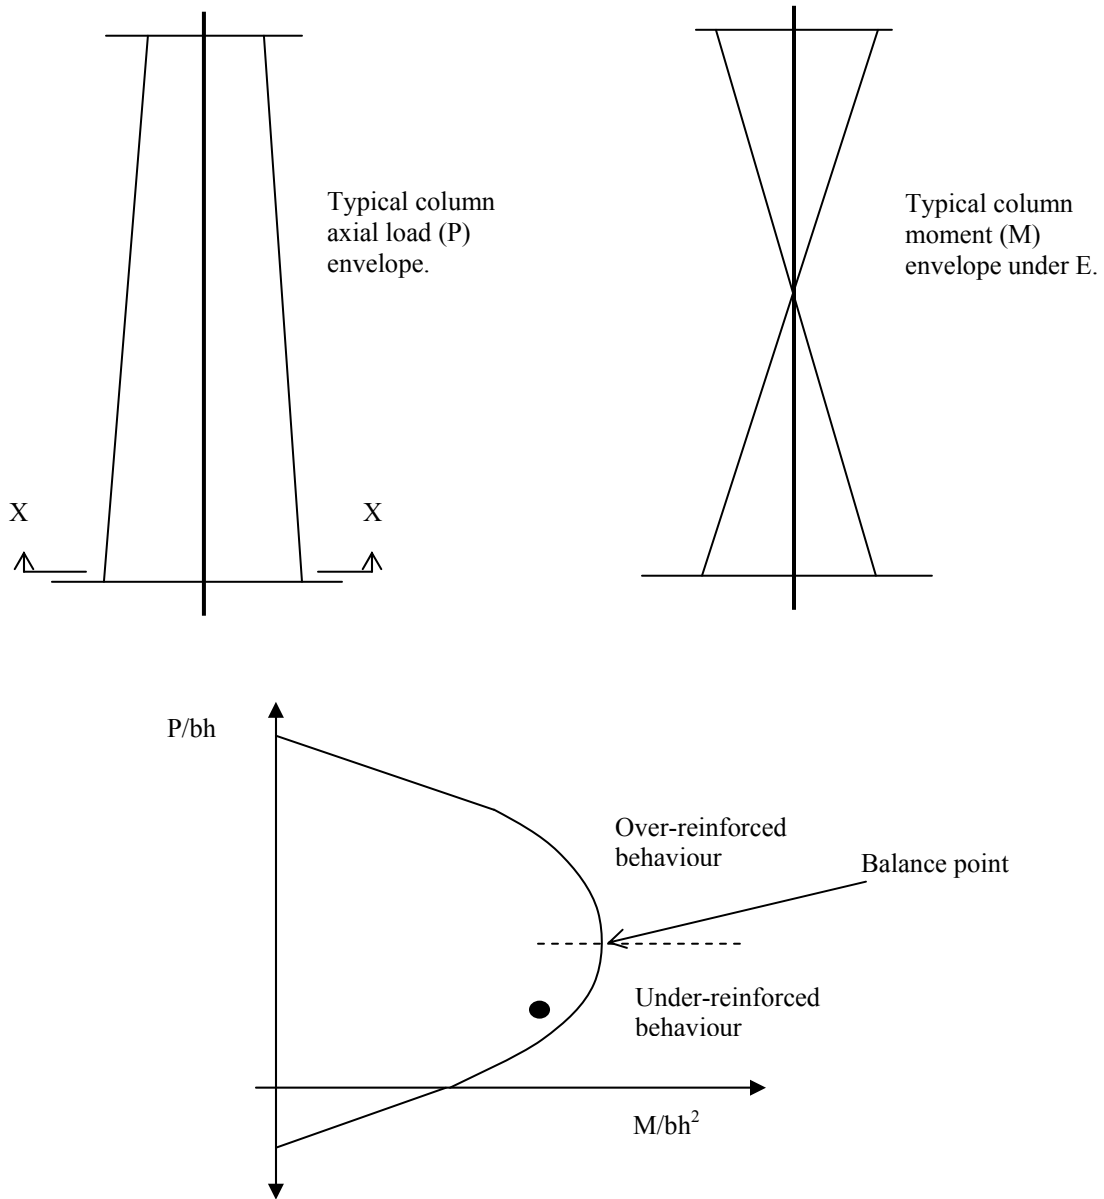 Typical column
axial load (P)
envelope.
Typical column
moment (M)
envelope under E.
X
X
P/bh
Over-reinforced
behaviour
Balance point
Under-reinforced
behaviour
M/bh²